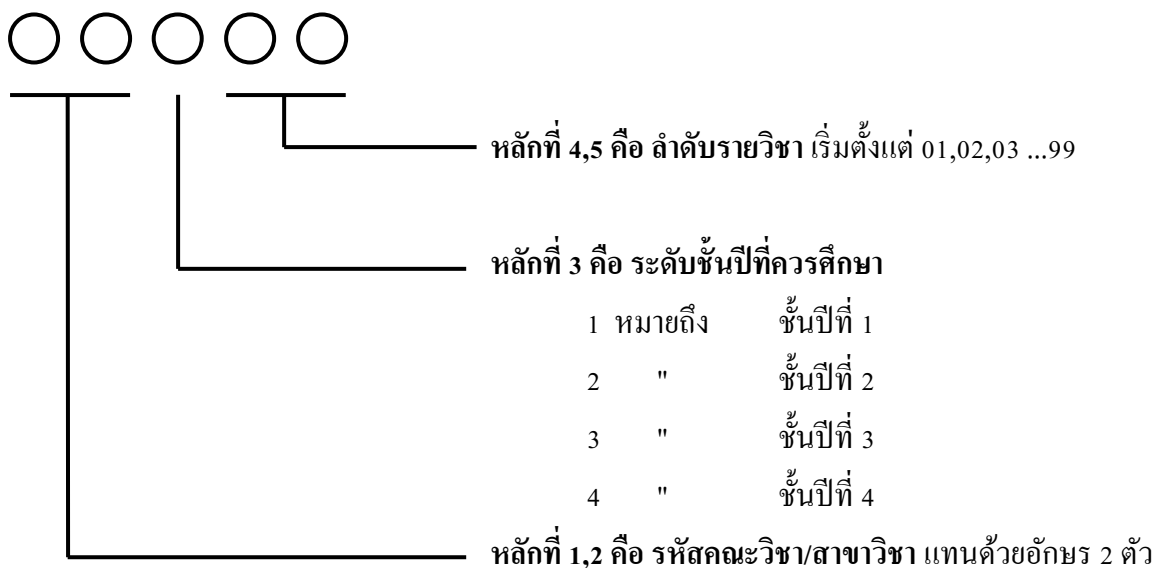 หลักที่ 4,5 คือ ลำดับรายวิชา เริ่มตั้งแต่ 01,02,03 ...99
หลักที่ 3 คือ ระดับชั้นปีที่ควรศึกษา
1 หมายถึง ชั้นปีที่ 1
2 " ชั้นปีที่ 2
3 " ชั้นปีที่ 3
4 " ชั้นปีที่ 4
หลักที่ 1,2 คือ รหัสคณะวิชา/สาขาวิชา แทนด้วยอักษร 2 ตัว